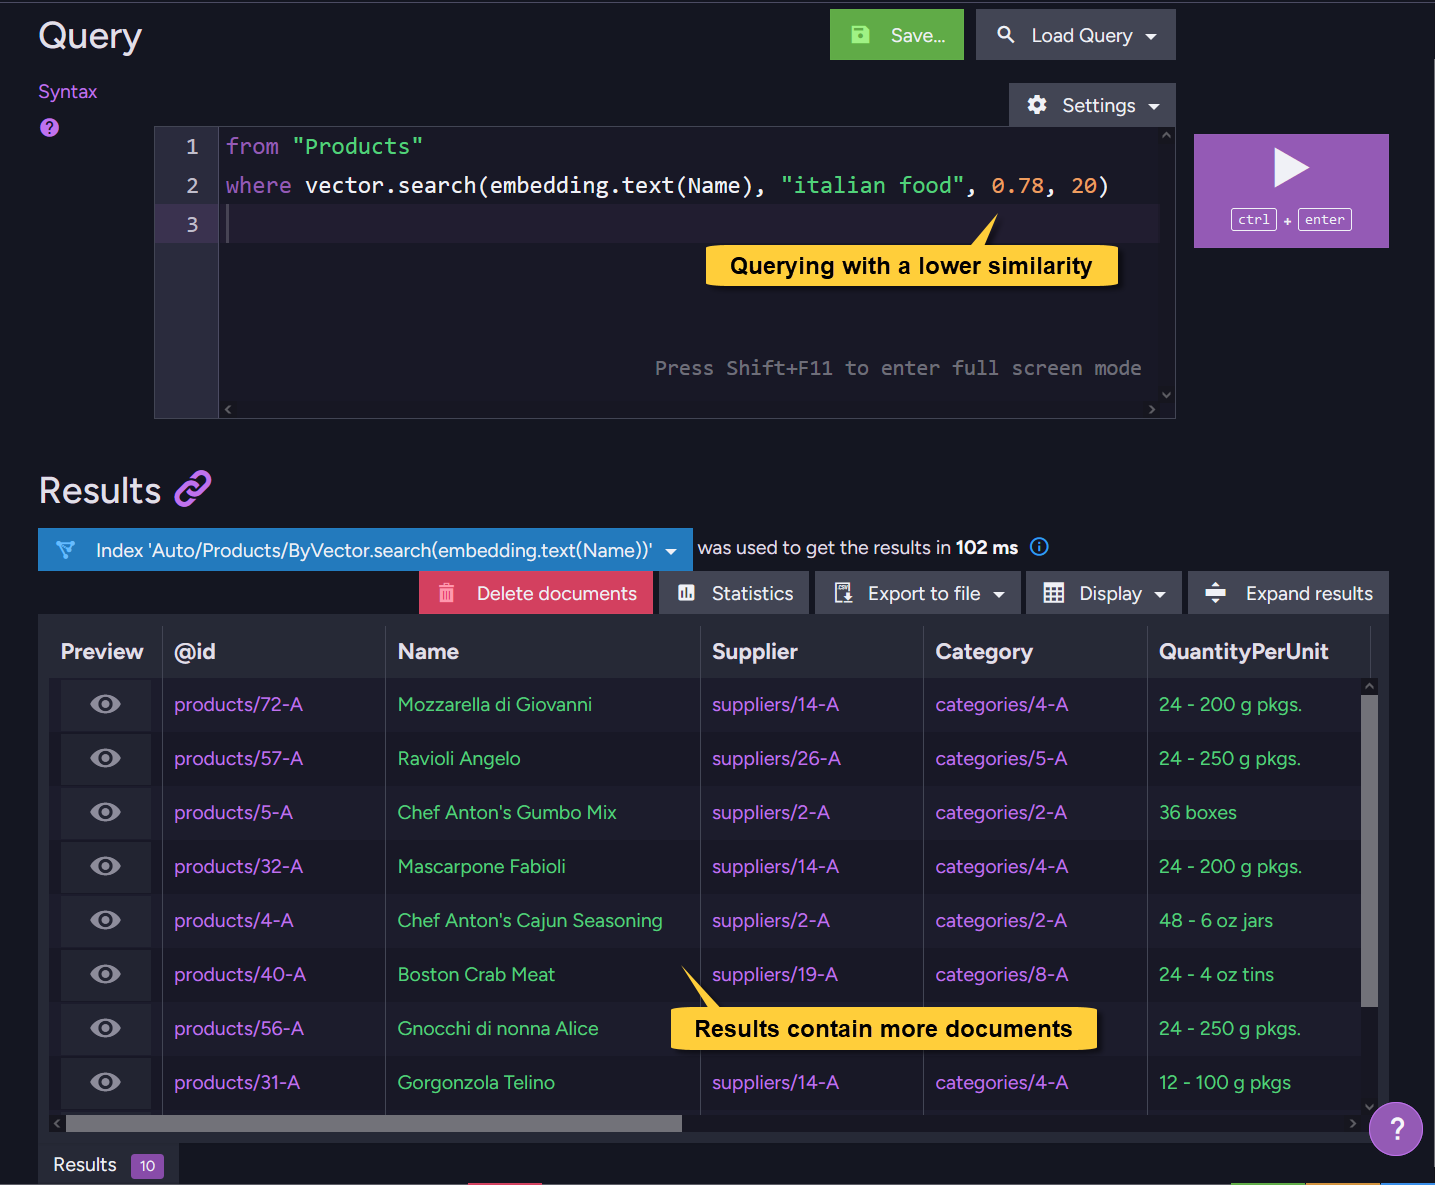 Query
Save...
Load Query
Syntax
?
Settings
1 from "Products"
2 where vector.search(embedding.text(Name), "italian food", 0.78, 20)
3
ctrl + enter
Querying with a lower similarity
Press Shift+F11 to enter full screen mode
Results
Index 'Auto/Products/ByVector.search(embedding.text(Name))' was used to get the results in 102 ms
Delete documents Statistics Export to file Display Expand results
Preview @id Name Supplier Category QuantityPerUnit
products/72-A Mozzarella di Giovanni suppliers/14-A categories/4-A 24 - 200 g pkgs.
products/57-A Ravioli Angelo suppliers/26-A categories/5-A 24 - 250 g pkgs.
products/5-A Chef Anton's Gumbo Mix suppliers/2-A categories/2-A 36 boxes
products/32-A Mascarpone Fabioli suppliers/14-A categories/4-A 24 - 200 g pkgs.
products/4-A Chef Anton's Cajun Seasoning suppliers/2-A categories/2-A 48 - 6 oz jars
products/40-A Boston Crab Meat suppliers/19-A categories/8-A 24 - 4 oz tins
products/56-A Gnocchi di nonna Alice 24 - 250 g pkgs.
Results contain more documents
products/31-A Gorgonzola Telino suppliers/14-A categories/4-A 12 - 100 g pkgs
?
Results 10